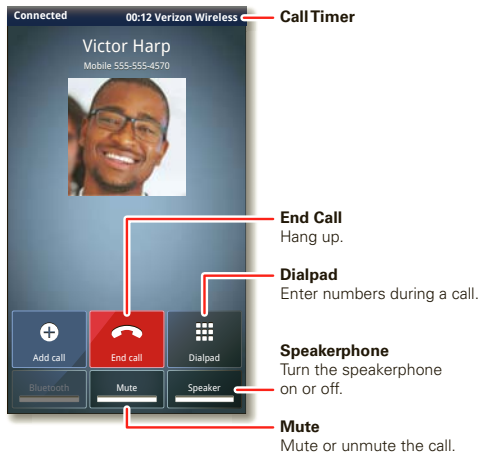 Connected 00:12 Verizon Wireless
Call Timer
Victor Harp
Mobile 555-555-4570
End Call
Hang up.
Dialpad
Enter numbers during a call.
Add call End call Dialpad
Speakerphone
Turn the speakerphone
on or off.
Bluetooth Mute Speaker
Mute
Mute or unmute the call.